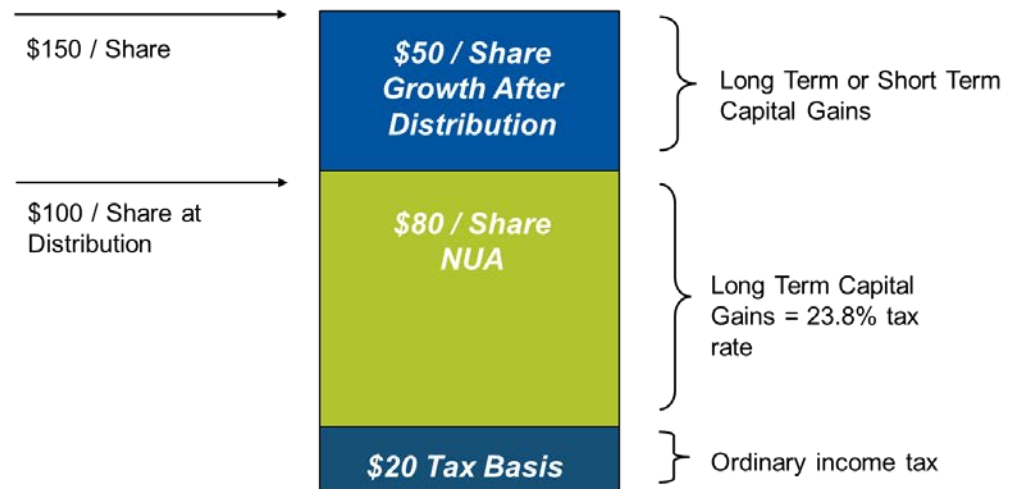 $150 / Share
$50 / Share
Growth After
Distribution
Long Term or Short Term
Capital Gains
$100 / Share at
Distribution
$80 / Share
NUA
Long Term Capital
Gains = 23.8% tax
rate
$20 Tax Basis
Ordinary income tax